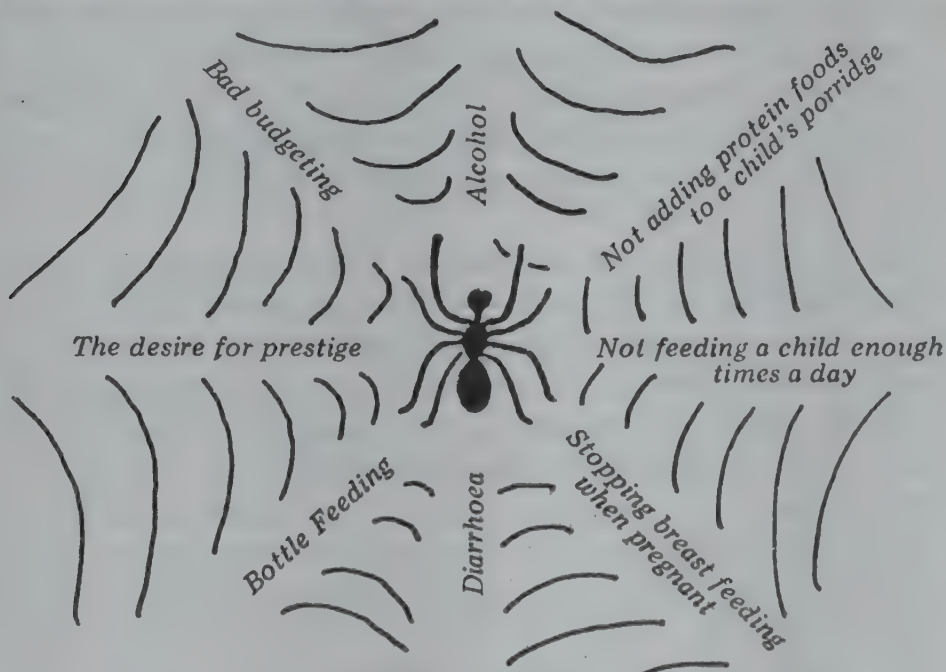 Bad budgeting
Alcohol
Not adding protein foods
to a child's porridge
The desire for prestige
Not feeding a child enough
times a day
Bottle Feeding
Diarrhoea
Stopping breast feeding
when pregnant